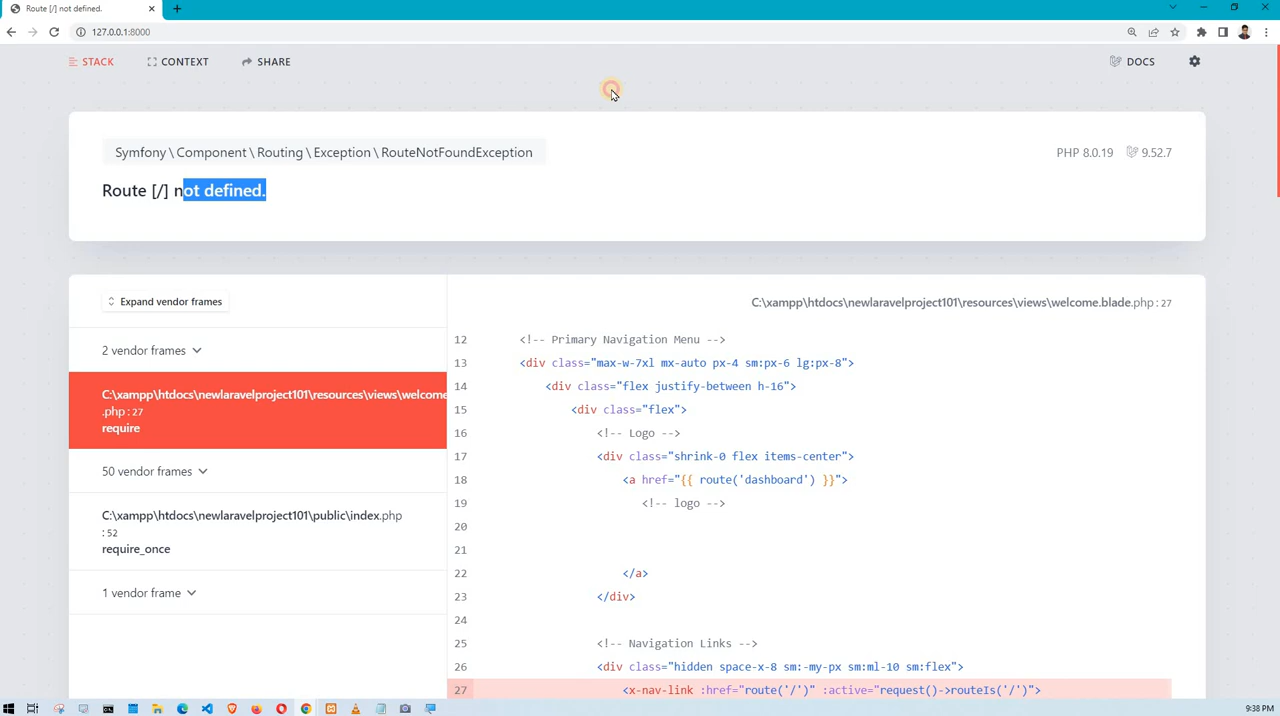 Route [/] not defined.
127.0.0.1:8000
STACK
CONTEXT
SHARE
DOCS
Symfony \ Component \ Routing \ Exception \ RouteNotFoundException
PHP 8.0.19
9.52.7
Route [/] not defined.
Expand vendor frames
2 vendor frames
C:\xampp\htdocs\newlaravelproject101\resources\views\welcome
.php : 27
require
50 vendor frames
C:\xampp\htdocs\newlaravelproject101\public\index.php
: 52
require_once
1 vendor frame
C:\xampp\htdocs\newlaravelproject101\resources\views\welcome.blade.php : 27
12 <!-- Primary Navigation Menu -->
13 <div class="max-w-7xl mx-auto px-4 sm:px-6 lg:px-8">
14 <div class="flex justify-between h-16">
15 <div class="flex">
16 <!-- Logo -->
17 <div class="shrink-0 flex items-center">
18 <a href="{{ route('dashboard') }}">
19 <!-- logo -->
20
21
22 </a>
23 </div>
24
25 <!-- Navigation Links -->
26 <div class="hidden space-x-8 sm:-my-px sm:ml-10 sm:flex">
27 <x-nav-link :href="route('/')" :active="request()->routeIs('/')">
9:38 PM